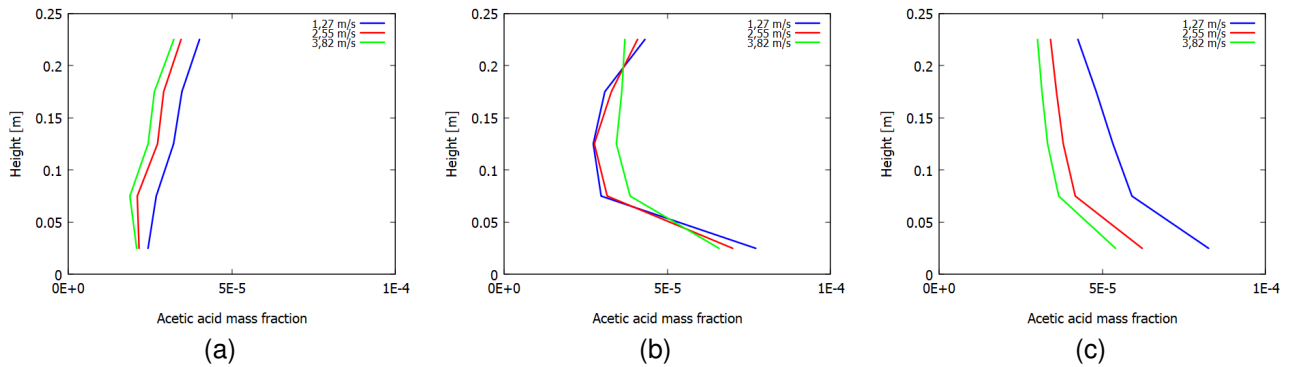 0.25
0.2
0.15
0.1
0.05
0
Height [m]
0E+0
5E-5
1E-4
Acetic acid mass fraction
1,27 m/s
2,55 m/s
3,82 m/s
(a)
0.25
0.2
0.15
0.1
0.05
0
Height [m]
0E+0
5E-5
1E-4
Acetic acid mass fraction
1,27 m/s
2,55 m/s
3,82 m/s
(b)
0.25
0.2
0.15
0.1
0.05
0
Height [m]
0E+0
5E-5
1E-4
Acetic acid mass fraction
1,27 m/s
2,55 m/s
3,82 m/s
(c)